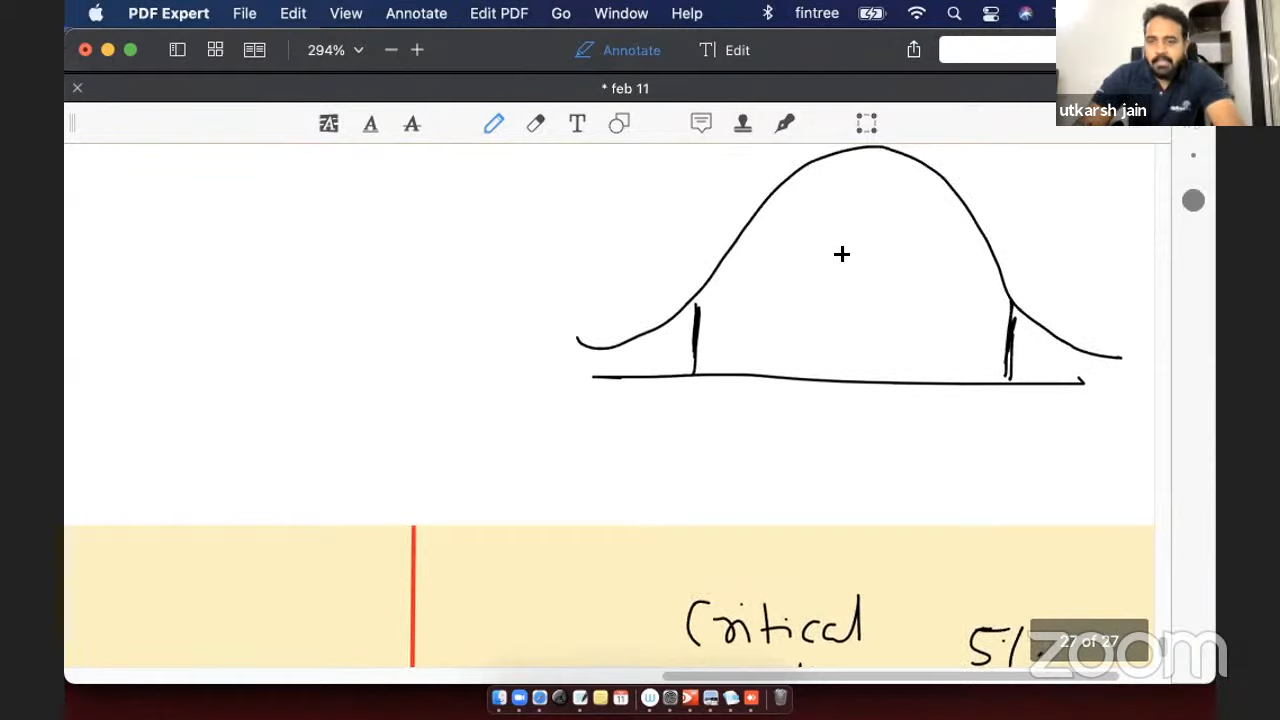 PDF Expert File Edit View Annotate Edit PDF Go Window Help fintree
294% Annotate T Edit
* feb 11
utkarsh jain
T
Critical
5%
27 of 27
zoom
11